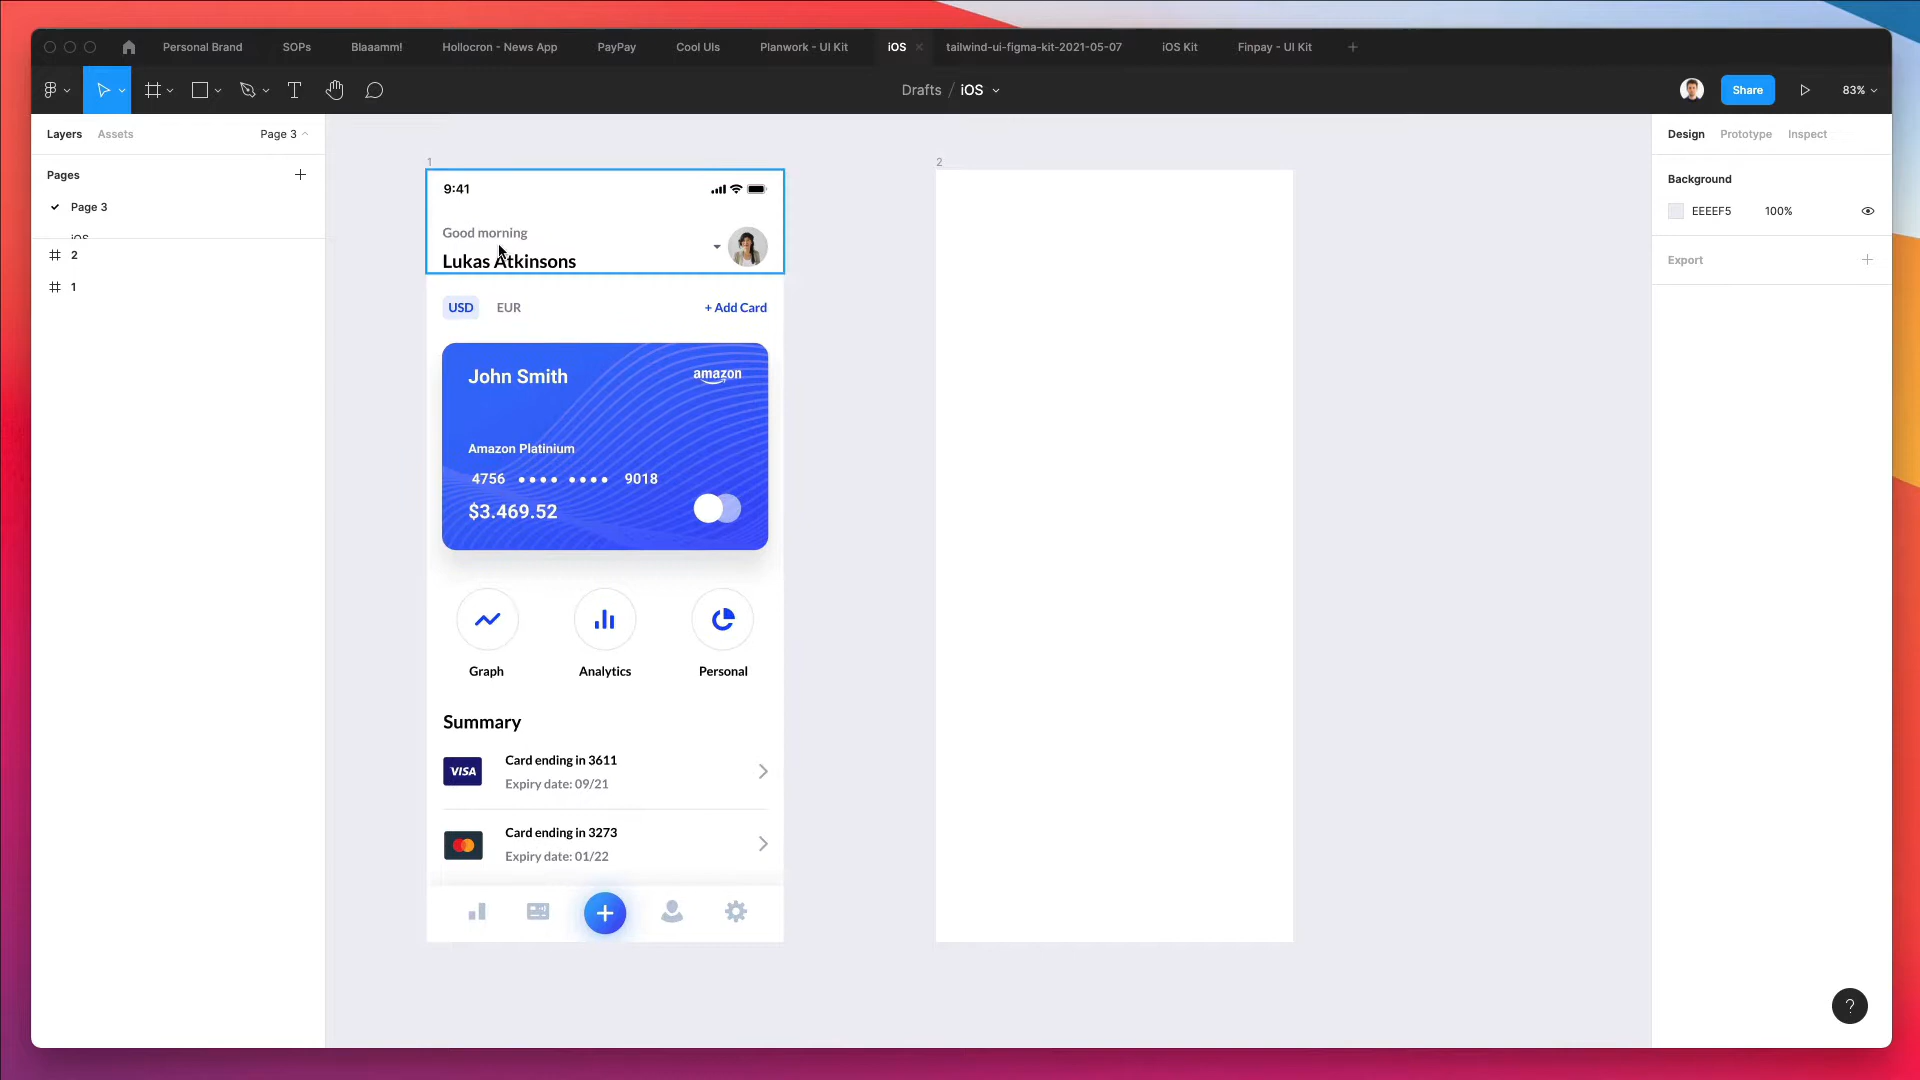 Personal Brand SOPs Blaaamm! Hollocron - News App PayPay Cool UIs Planwork - UI Kit iOS tailwind-ui-figma-kit-2021-05-07 iOS Kit Finpay - UI Kit
Drafts / iOS
Share
83%
Layers Assets Page 3
Pages
Page 3
iOS
2
1
1
9:41
Good morning
Lukas Atkinsons
USD EUR + Add Card
John Smith amazon
Amazon Platinium
4756 •••• •••• 9018
$3.469.52
Graph Analytics Personal
Summary
VISA
Card ending in 3611
Expiry date: 09/21
Card ending in 3273
Expiry date: 01/22
2
Design Prototype Inspect
Background
EEEEF5 100%
Export
?